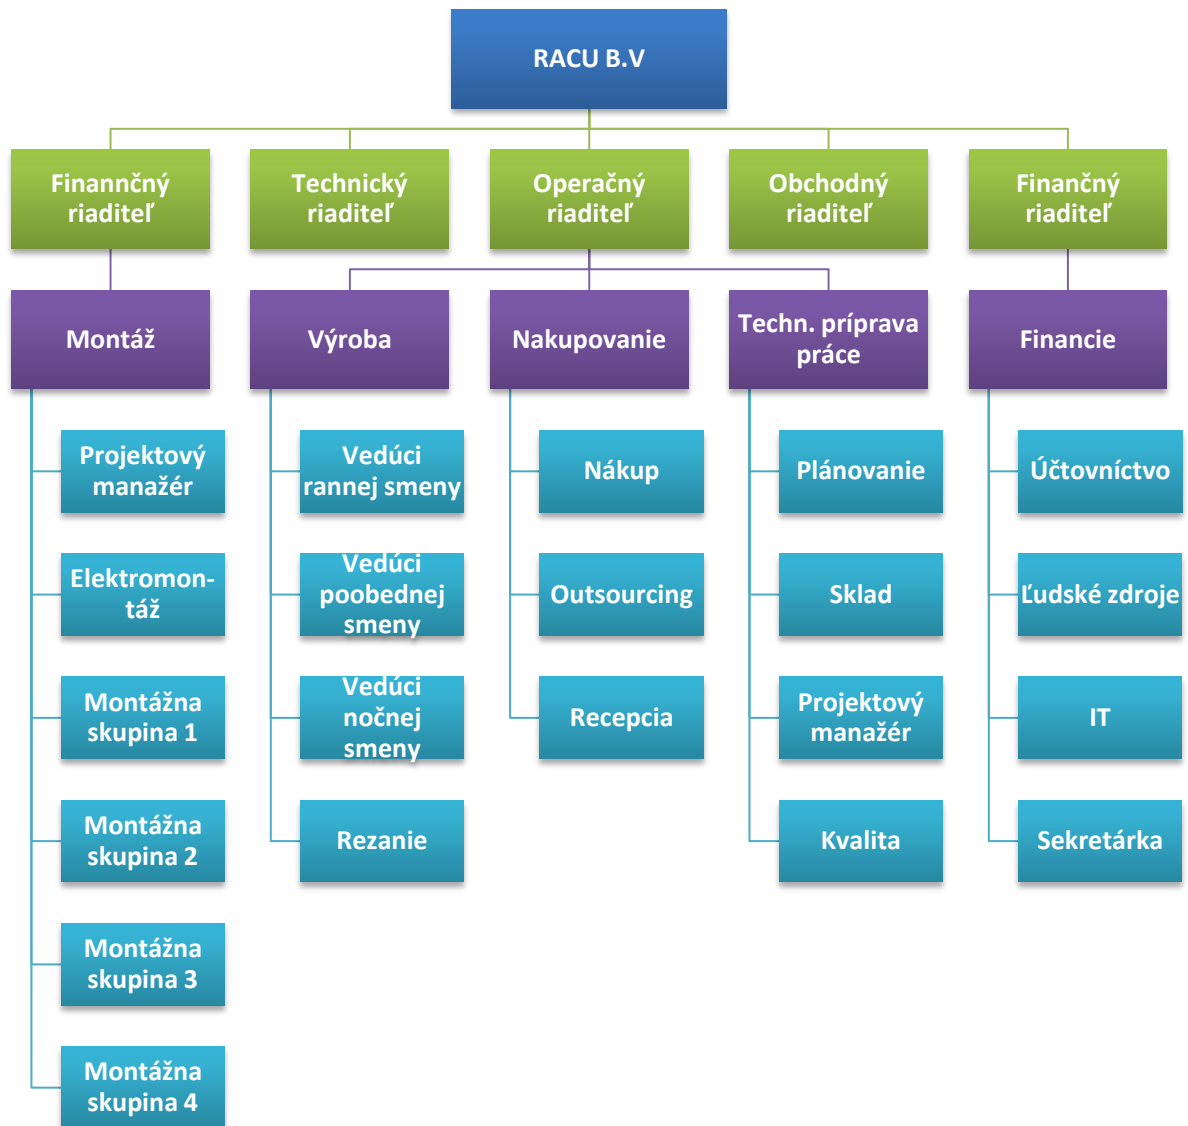 RACU B.V
Finannčný
riaditeľ
Technický
riaditeľ
Operačný
riaditeľ
Obchodný
riaditeľ
Finančný
riaditeľ
Montáž
Výroba
Nakupovanie
Techn. príprava
práce
Financie
Projektový
manažér
Vedúci
rannej smeny
Nákup
Plánovanie
Účtovníctvo
Elektromon-
táž
Vedúci
poobednej
smeny
Outsourcing
Sklad
Ľudské zdroje
Montážna
skupina 1
Vedúci
nočnej
smeny
Recepcia
Projektový
manažér
IT
Montážna
skupina 2
Rezanie
Kvalita
Sekretárka
Montážna
skupina 3
Montážna
skupina 4